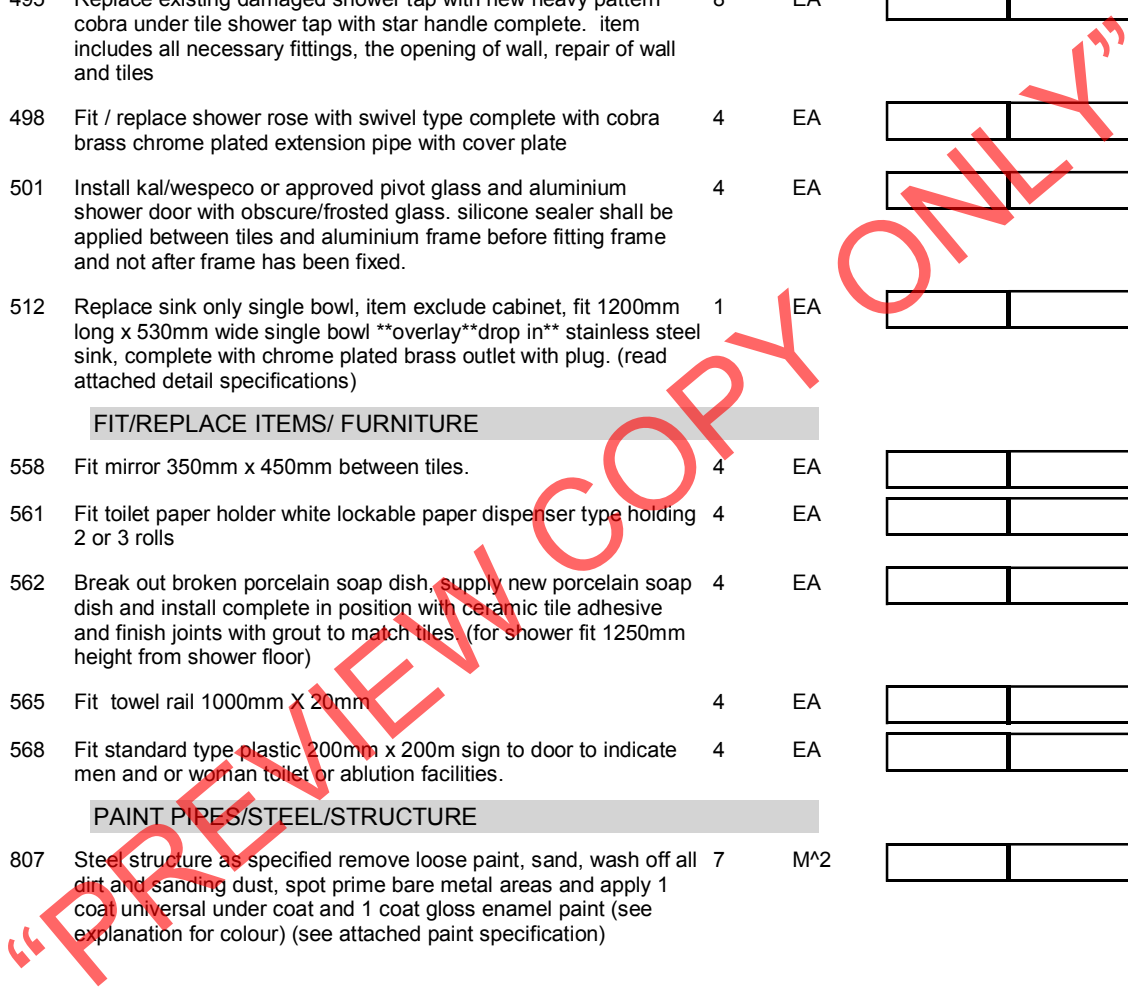 495 Replace existing damaged shower tap with new heavy pattern 8 EA
cobra under tile shower tap with star handle complete.  item
includes all necessary fittings, the opening of wall, repair of wall
and tiles
498 Fit / replace shower rose with swivel type complete with cobra 4 EA
brass chrome plated extension pipe with cover plate
501 Install kal/wespeco or approved pivot glass and aluminium 4 EA
shower door with obscure/frosted glass. silicone sealer shall be
applied between tiles and aluminium frame before fitting frame
and not after frame has been fixed.
512 Replace sink only single bowl, item exclude cabinet, fit 1200mm 1 EA
long x 530mm wide single bowl **overlay**drop in** stainless steel
sink, complete with chrome plated brass outlet with plug. (read
attached detail specifications)
FIT/REPLACE ITEMS/ FURNITURE
558 Fit mirror 350mm x 450mm between tiles. 4 EA
561 Fit toilet paper holder white lockable paper dispenser type holding 4 EA
2 or 3 rolls
562 Break out broken porcelain soap dish, supply new porcelain soap 4 EA
dish and install complete in position with ceramic tile adhesive
and finish joints with grout to match tiles. (for shower fit 1250mm
height from shower floor)
565 Fit  towel rail 1000mm X 20mm 4 EA
568 Fit standard type plastic 200mm x 200m sign to door to indicate 4 EA
men and or woman toilet or ablution facilities.
PAINT PIPES/STEEL/STRUCTURE
807 Steel structure as specified remove loose paint, sand, wash off all 7 M^2
dirt and sanding dust, spot prime bare metal areas and apply 1
coat universal under coat and 1 coat gloss enamel paint (see
explanation for colour) (see attached paint specification)
“PREVIEW COPY ONLY”